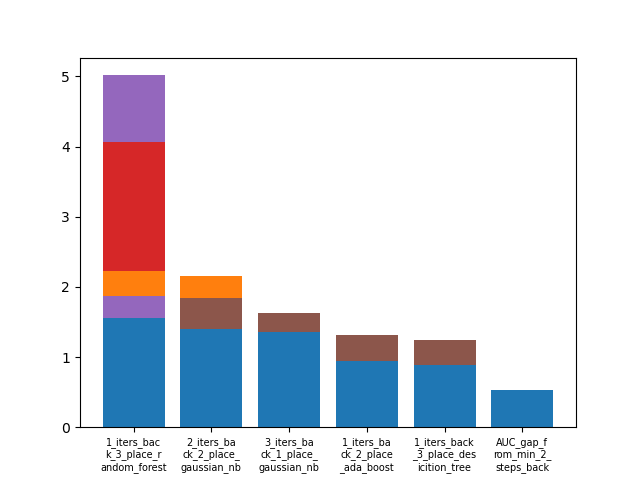 5
4
3
2
1
0
1_iters_bac
k_3_place_r
andom_forest
2_iters_ba
ck_2_place_
gaussian_nb
3_iters_ba
ck_1_place_
gaussian_nb
1_iters_ba
ck_2_place
_ada_boost
1_iters_back
_3_place_des
icition_tree
AUC_gap_f
rom_min_2_
steps_back